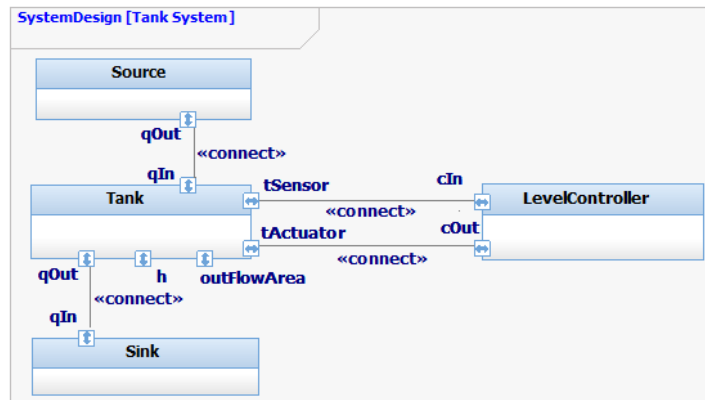 SystemDesign [Tank System]
Source
qOut
«connect»
qIn
Tank
tSensor
cIn
«connect»
LevelController
tActuator
cOut
«connect»
qOut
h
outFlowArea
«connect»
qIn
Sink